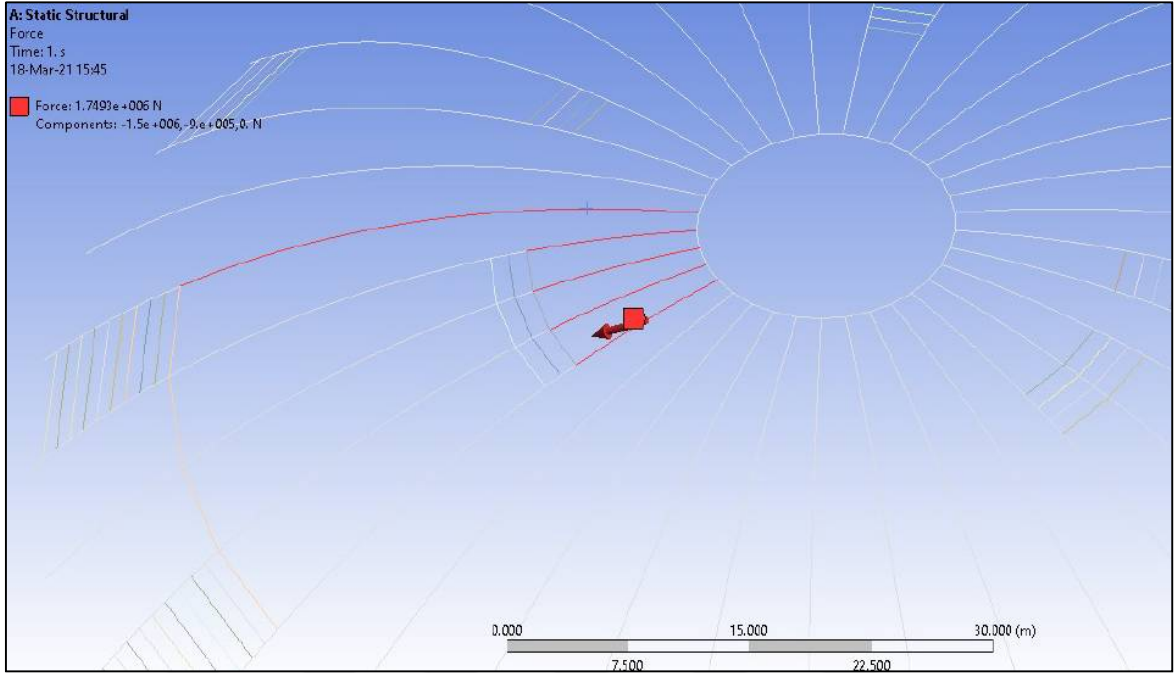 A: Static Structural
Force
Time: 1. s
18-Mar-21 15:45
Force: 1.7493e+006 N
Components: -1.5e+006,-9.e+005,0. N
0.000 15.000 30.000 (m)
7.500 22.500